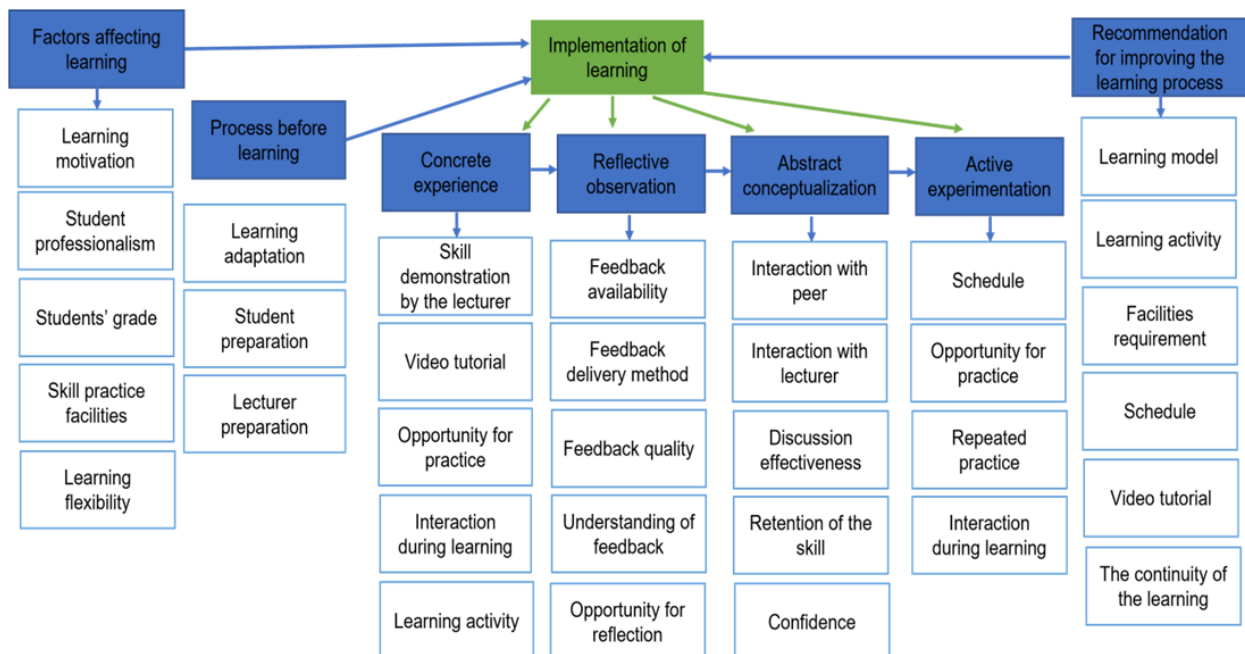 Factors affecting
learning
Learning
motivation
Student
professionalism
Students’ grade
Skill practice
facilities
Learning
flexibility
Process before
learning
Learning
adaptation
Student
preparation
Lecturer
preparation
Implementation of
learning
Concrete
experience
Skill
demonstration
by the lecturer
Video tutorial
Opportunity for
practice
Interaction
during learning
Learning activity
Reflective
observation
Feedback
availability
Feedback
delivery method
Feedback quality
Understanding of
feedback
Opportunity for
reflection
Abstract
conceptualization
Interaction with
peer
Interaction with
lecturer
Discussion
effectiveness
Retention of the
skill
Confidence
Active
experimentation
Schedule
Opportunity for
practice
Repeated
practice
Interaction
during learning
Recommendation
for improving the
learning process
Learning model
Learning activity
Facilities
requirement
Schedule
Video tutorial
The continuity of
the learning